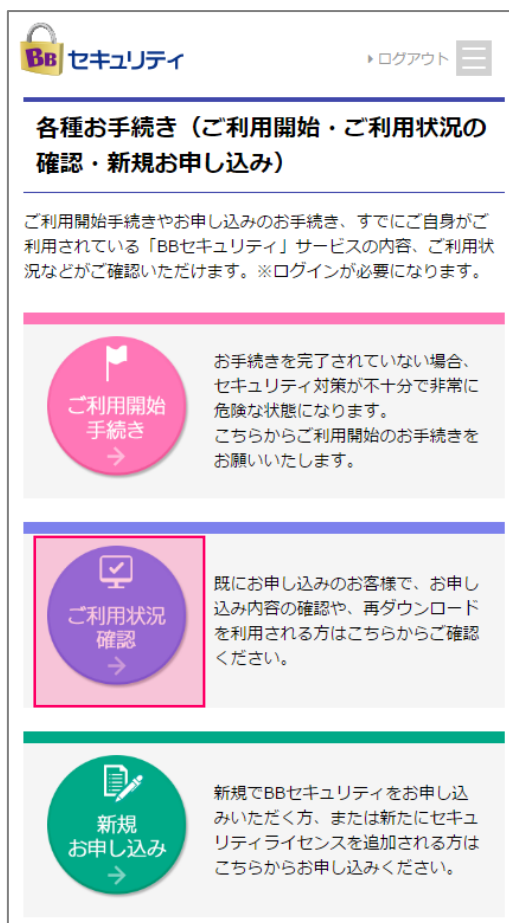 BB セキュリティ
ログアウト
各種お手続き（ご利用開始・ご利用状況の
確認・新規お申し込み）
ご利用開始手続きやお申し込みのお手続き、すでにご自身がご
利用されている「BBセキュリティ」サービスの内容、ご利用状
況などがご確認いただけます。※ログインが必要になります。
ご利用開始
手続き
お手続きを完了されていない場合、
セキュリティ対策が不十分で非常に
危険な状態になります。
こちらからご利用開始のお手続きを
お願いいたします。
ご利用状況
確認
既にお申し込みのお客様で、お申し
込み内容の確認や、再ダウンロード
を利用される方はこちらからご確認
ください。
新規
お申し込み
新規でBBセキュリティをお申し込
みいただく方、または新たにセキュ
リティライセンスを追加される方は
こちらからお申し込みください。